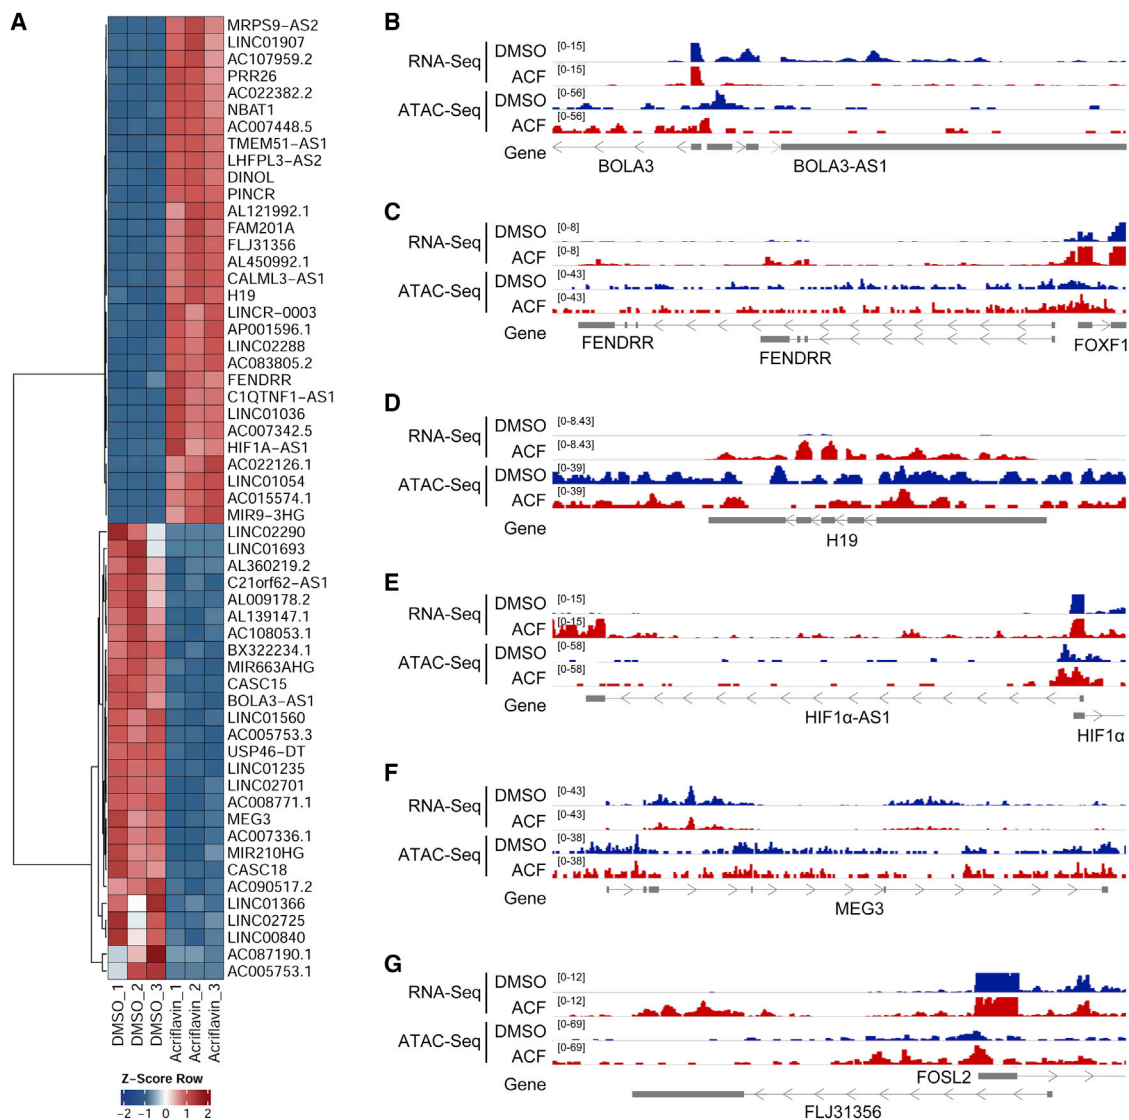 A
MRPS9-AS2
LINC01907
AC107959.2
PRR26
AC022382.2
NBAT1
AC007448.5
TMEM51-AS1
LHFPL3-AS2
DINOL
PINCR
AL121992.1
FAM201A
FLJ31356
AL450992.1
CALML3-AS1
H19
LINCR-0003
AP001596.1
LINC02288
AC083805.2
FENDRR
C1QTNF1-AS1
LINC01036
AC007342.5
HIF1A-AS1
AC022126.1
LINC01054
AC015574.1
MIR9-3HG
LINC02290
LINC01693
AL360219.2
C21orf62-AS1
AL009178.2
AL139147.1
AC108053.1
BX322234.1
MIR663AHG
CASC15
BOLA3-AS1
LINC01560
AC005753.3
USP46-DT
LINC01235
LINC02701
AC008771.1
MEG3
AC007336.1
MIR210HG
CASC18
AC090517.2
LINC01366
LINC02725
LINC00840
AC087190.1
AC005753.1
DMSO_1
DMSO_2
DMSO_3
Acriflavin_1
Acriflavin_2
Acriflavin_3
Z-Score Row
-2 -1 0 1 2
B
RNA-Seq
DMSO [0-15]
ACF [0-15]
ATAC-Seq
DMSO [0-56]
ACF [0-56]
Gene
BOLA3 BOLA3-AS1
C
RNA-Seq
DMSO [0-8]
ACF [0-8]
ATAC-Seq
DMSO [0-43]
ACF [0-43]
Gene
FENDRR FENDRR FOXF1
D
RNA-Seq
DMSO [0-8.43]
ACF [0-8.43]
ATAC-Seq
DMSO [0-39]
ACF [0-39]
Gene
H19
E
RNA-Seq
DMSO [0-15]
ACF [0-15]
ATAC-Seq
DMSO [0-58]
ACF [0-58]
Gene
HIF1α-AS1 HIF1α
F
RNA-Seq
DMSO [0-43]
ACF [0-43]
ATAC-Seq
DMSO [0-38]
ACF [0-38]
Gene
MEG3
G
RNA-Seq
DMSO [0-12]
ACF [0-12]
ATAC-Seq
DMSO [0-69]
ACF [0-69]
Gene
FOSL2
FLJ31356